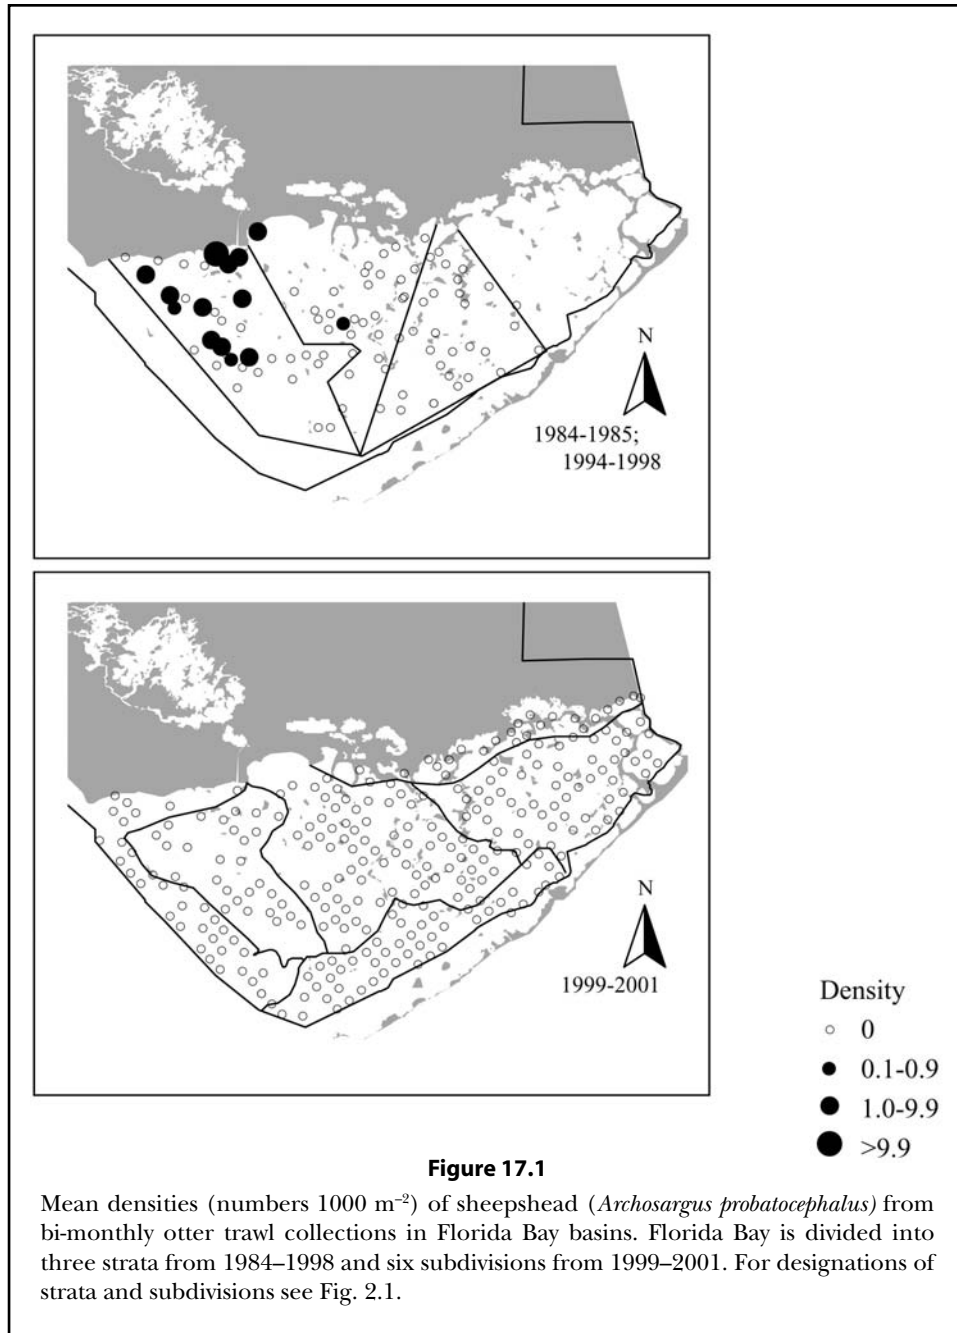 N
1984-1985;
1994-1998
N
1999-2001
Density
0
0.1-0.9
1.0-9.9
>9.9
Figure 17.1
Mean densities (numbers 1000 m–2) of sheepshead (Archosargus probatocephalus) from
bi-monthly otter trawl collections in Florida Bay basins. Florida Bay is divided into
three strata from 1984–1998 and six subdivisions from 1999–2001. For designations of
strata and subdivisions see Fig. 2.1.